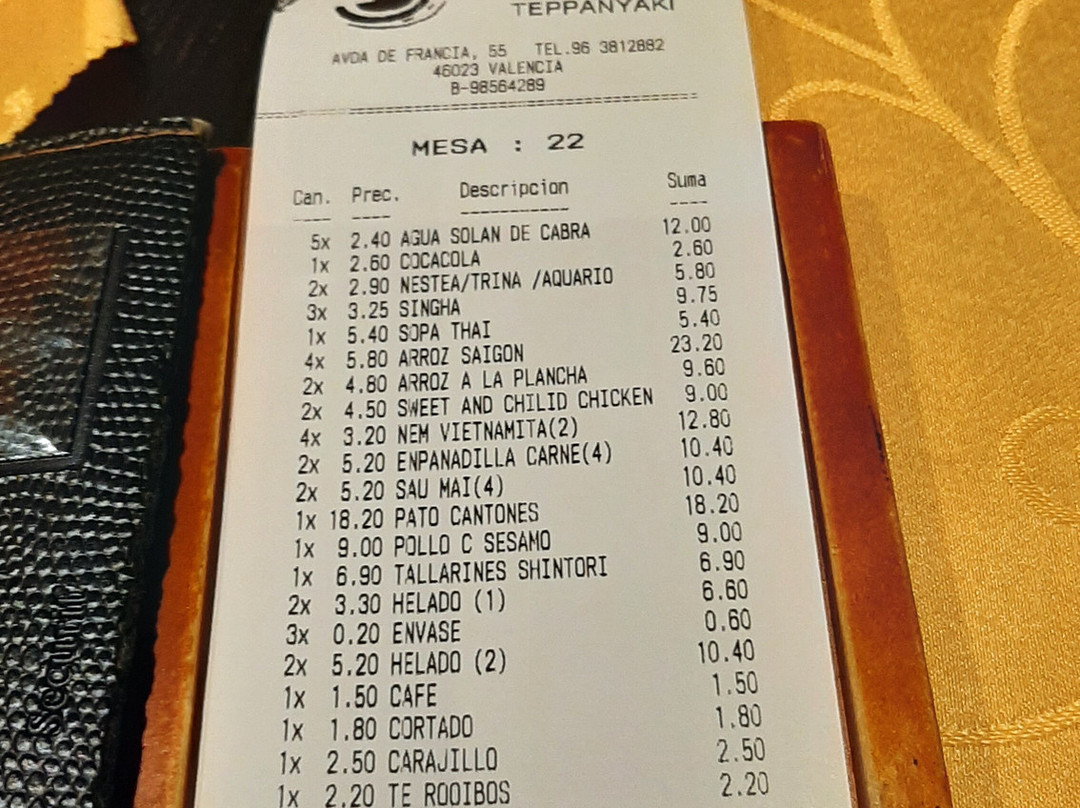 TEPPANYAKI
AVDA DE FRANCIA, 55 TEL.96 3812882
46023 VALENCIA
B-98564289
MESA : 22
Can. Prec. Descripcion Suma
5x 2.40 AGUA SOLAN DE CABRA 12.00
1x 2.60 COCACOLA 2.60
2x 2.90 NESTEA/TRINA /AQUARIO 5.80
3x 3.25 SINGHA 9.75
1x 5.40 SOPA THAI 5.40
4x 5.80 ARROZ SAIGON 23.20
2x 4.80 ARROZ A LA PLANCHA 9.60
2x 4.50 SWEET AND CHILID CHICKEN 9.00
4x 3.20 NEM VIETNAMITA(2) 12.80
2x 5.20 ENPANADILLA CARNE(4) 10.40
2x 5.20 SAU MAI(4) 10.40
1x 18.20 PATO CANTONES 18.20
1x 9.00 POLLO C SESAMO 9.00
1x 6.90 TALLARINES SHINTORI 6.90
2x 3.30 HELADO (1) 6.60
3x 0.20 ENVASE 0.60
2x 5.20 HELADO (2) 10.40
1x 1.50 CAFE 1.50
1x 1.80 CORTADO 1.80
1x 2.50 CARAJILLO 2.50
1x 2.20 TE ROOIBOS 2.20